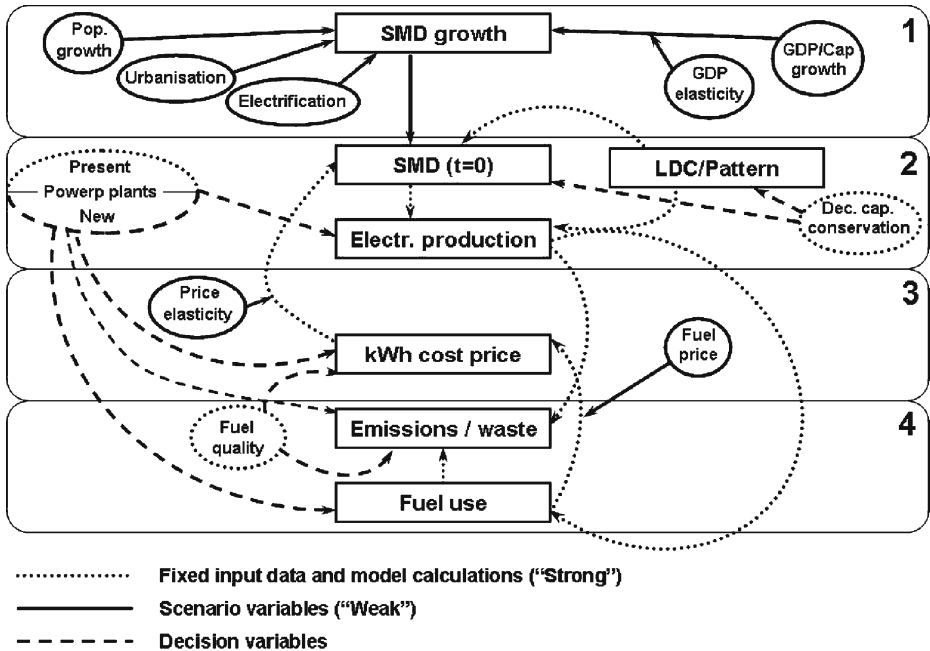 1
Pop.
growth
SMD growth
GDP/Cap
growth
Urbanisation
Electrification
GDP
elasticity
2
Present
Powerp plants
New
SMD (t=0)
LDC/Pattern
Dec. cap.
conservation
Electr. production
3
Price
elasticity
kWh cost price
Fuel
price
4
Fuel
quality
Emissions / waste
Fuel use
Fixed input data and model calculations (“Strong”)
Scenario variables (“Weak”)
Decision variables